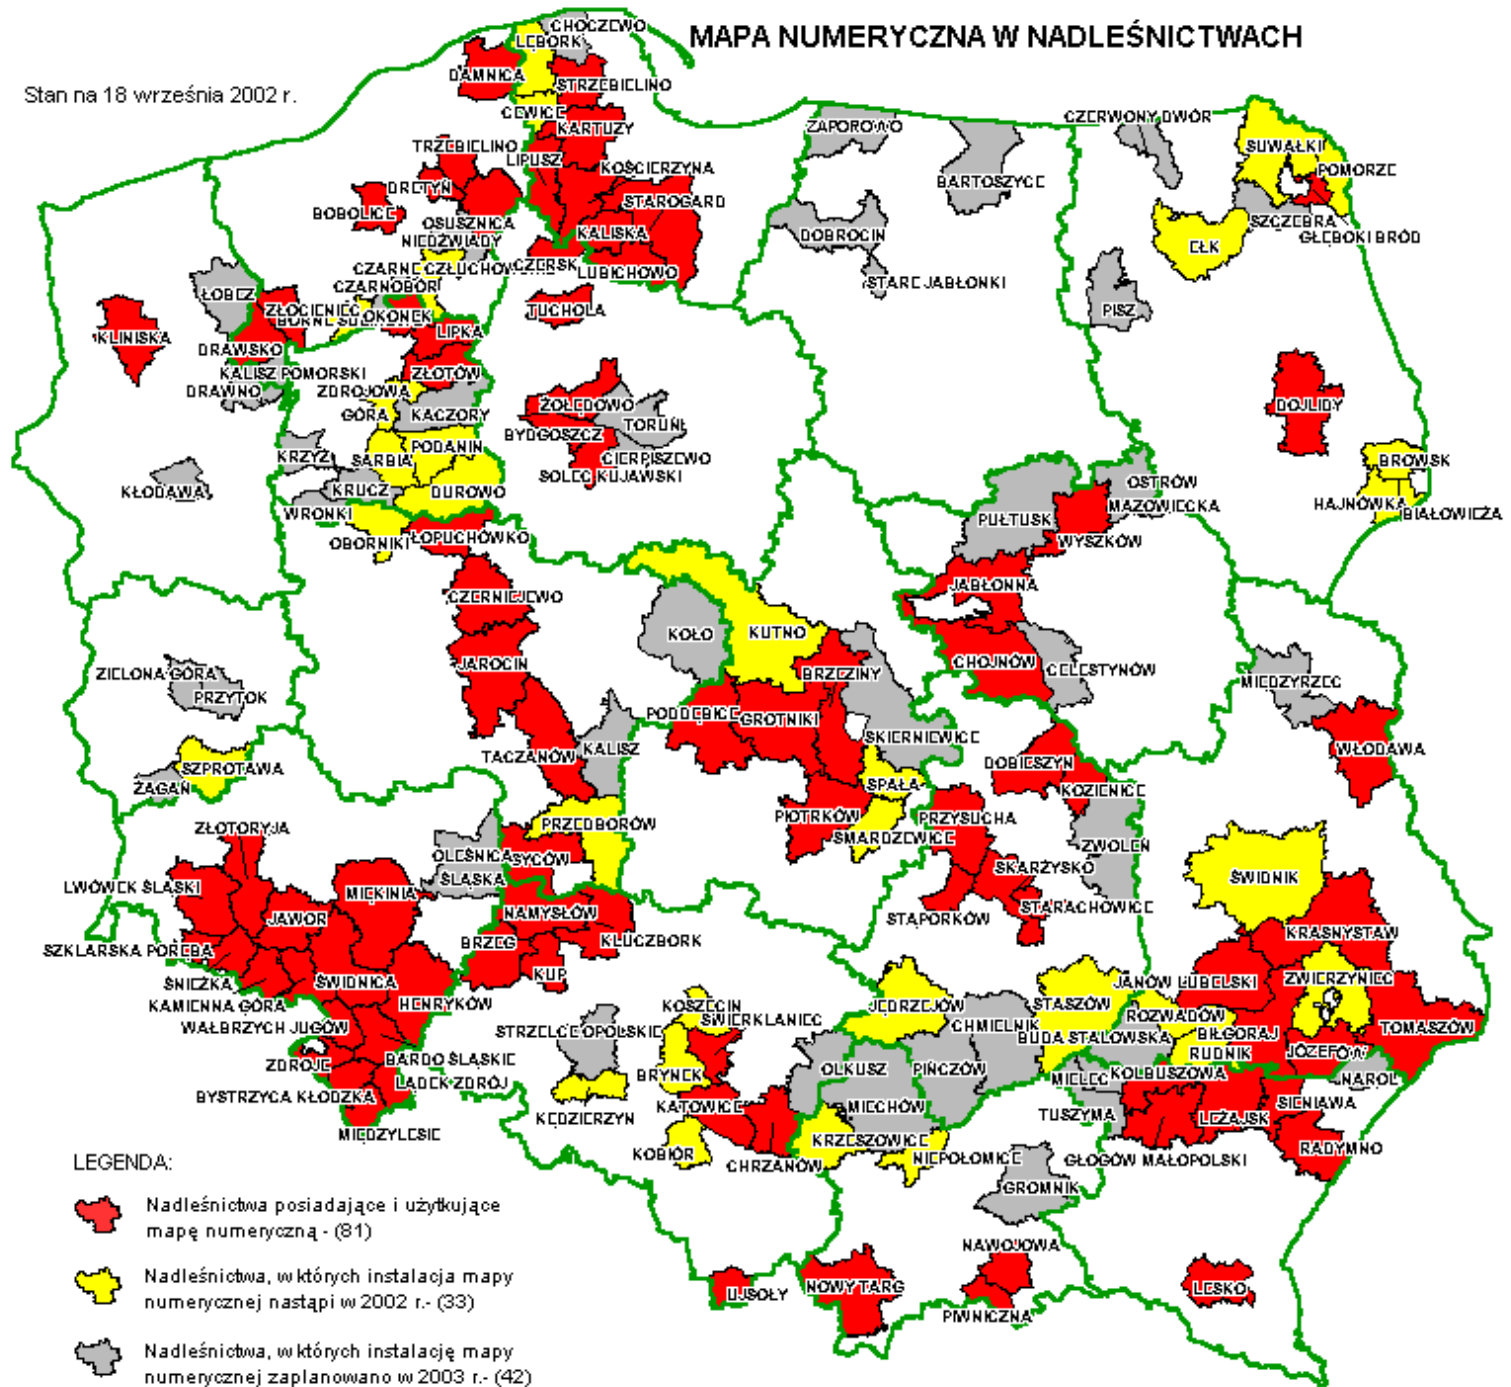 MAPA NUMERYCZNA W NADLEŚNICTWACH
Stan na 18 września 2002 r.
CHOCZEWO
LĘBORK
DAMNICA
STRZEBIELINO
CEWICE
KARTUZY
TRZEBIELINO
LIPUSZ
KOŚCIERZYNA
DRETYŃ
STAROGARD
BOBOLICE
OSUSZNICA
KALISKA
NIEDŹWIADY
CZARNE CZŁUCHÓW
CZERSK
LUBICHOWO
CZARNOBÓR
TUCHOLA
ŁOBEZ
ZŁOCIENIEC
OKONEK
LIPKA
KLINISKA
DRAWSKO
KALISZ POMORSKI
ZŁOTÓW
DRAWNO
ZDROJOWA
GÓRA
KACZORY
ŻOŁĘDOWO
TORUŃ
BYDGOSZCZ
CIERPISZEWO
SOLEC KUJAWSKI
KRZYŻ
SARBIA
PODANIN
KŁODAWA
KRUCZ
DUROWO
WRONKI
OBORNIKI
ŁOPUCHÓWKO
ZAPOROWO
BARTOSZYCE
DOBROCIN
STARE JABŁONKI
CZERWONY DWÓR
SUWAŁKI
POMORZE
SZCZEBRA
GŁĘBOKI BRÓD
EŁK
PISZ
DOJLIDY
BROWSK
HAJNÓWKA
BIAŁOWIEŻA
OSTRÓW
MAZOWIECKA
PUŁTUSK
WYSZKÓW
JABŁONNA
CHOJNÓW
CELESTYNÓW
CZERNIEJEWO
KOŁO
KUTNO
JAROCIN
BRZEZINY
PODDĘBICE
GROTNIKI
SKIERNIEWICE
TACZANÓW
KALISZ
MIĘDZYRZEC
WŁODAWA
ZIELONA GÓRA
PRZYTOK
SZPROTAWA
ŻAGAŃ
DOBIESZYN
KOZIENICE
SPAŁA
PIOTRKÓW
SMARDZEWICE
PRZYSUCHA
ZWOLEŃ
SKARŻYSKO
STARACHOWICE
STĄPORKÓW
PRZEDBORÓW
OLEŚNICA
ŚLĄSKA
SYCÓW
NAMYSŁÓW
BRZEG
KLUCZBORK
KUP
ZŁOTORYJA
LWÓWEK ŚLĄSKI
MIĘKINIA
JAWOR
SZKLARSKA PORĘBA
ŚNIEŻKA
ŚWIDNICA
KAMIENNA GÓRA
HENRYKÓW
WAŁBRZYCH
JUGÓW
ZDROJE
BARDO ŚLĄSKIE
LĄDEK ZDRÓJ
BYSTRZYCA KŁODZKA
MIĘDZYLESIE
STRZELCE OPOLSKIE
KĘDZIERZYN
KOSZĘCIN
ŚWIERKLANIEC
BRYNEK
KATOWICE
KOBIÓR
CHRZANÓW
JĘDRZEJÓW
CHMIELNIK
OLKUSZ
PIŃCZÓW
MIECHÓW
KRZESZOWICE
NIEPOŁOMICE
GROMNIK
STASZÓW
BUDA STALOWSKA
ŚWIDNIK
KRASNYSTAW
JANÓW LUBELSKI
ZWIERZYNIEC
ROZWADÓW
BIŁGORAJ
TOMASZÓW
RUDNIK
JÓZEFÓW
MIELEC
KOLBUSZOWA
NAROL
TUSZYMA
LEŻAJSK
SIENIAWA
RADYMNO
GŁOGÓW MAŁOPOLSKI
UJSOŁY
NOWY TARG
NAWOJOWA
PIWNICZNA
LESKO
LEGENDA:
Nadleśnictwa posiadające i użytkujące
mapę numeryczną - (81)
Nadleśnictwa, w których instalacja mapy
numerycznej nastąpi w 2002 r.- (33)
Nadleśnictwa, w których instalację mapy
numerycznej zaplanowano w 2003 r.- (42)